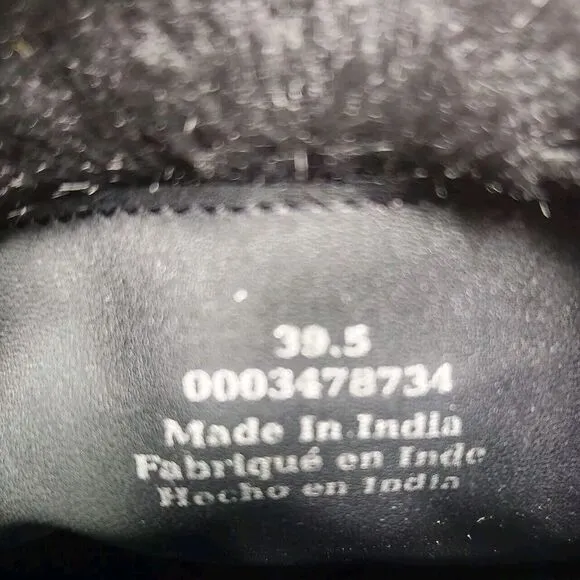 39.5
0003478734
Made In India
Fabriqué en Inde
Hecho en India